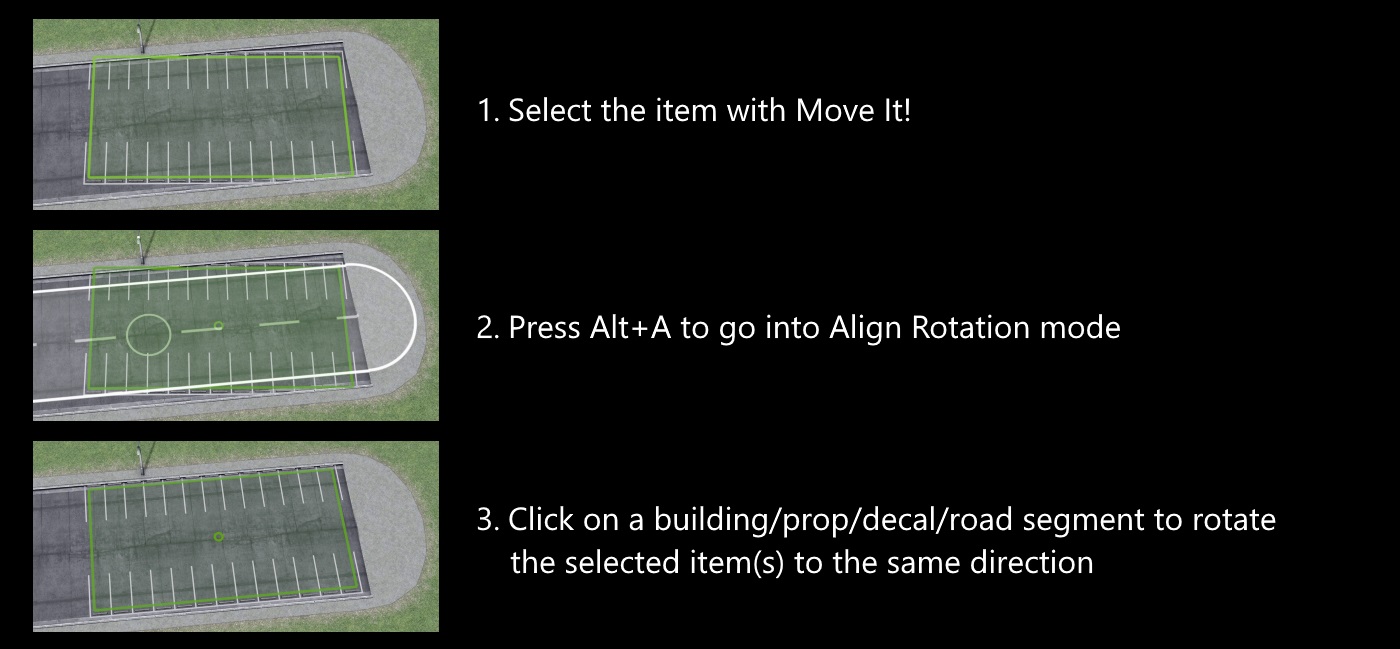 1. Select the item with Move It!
2. Press Alt+A to go into Align Rotation mode
3. Click on a building/prop/decal/road segment to rotate
the selected item(s) to the same direction